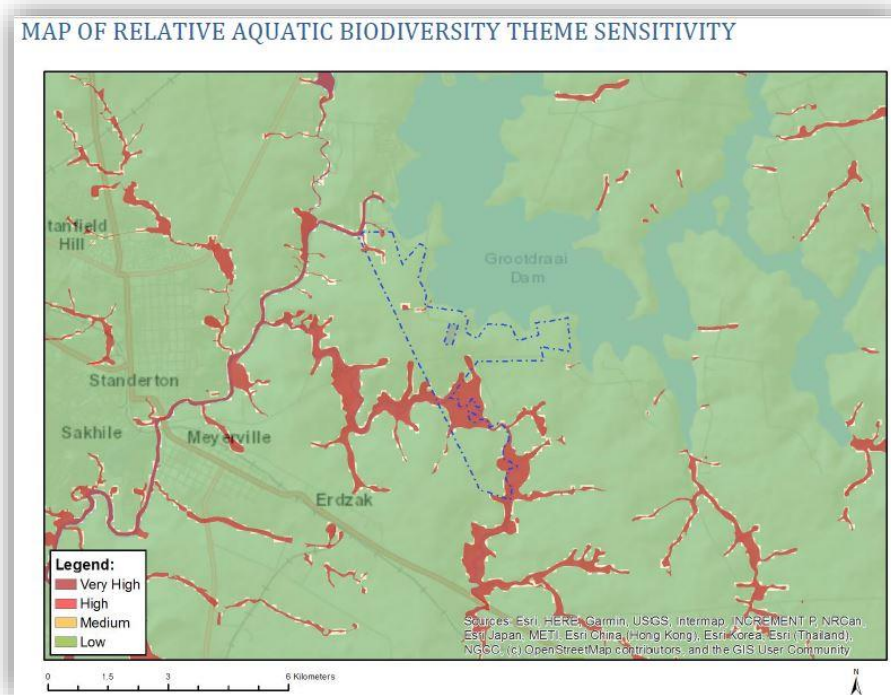 MAP OF RELATIVE AQUATIC BIODIVERSITY THEME SENSITIVITY
tanfield
Hill
Grootdraai
Dam
Standerton
Sakhile
Meyerville
Erdzak
Legend:
Very High
High
Medium
Low
Sources: Esri, HERE, Garmin, USGS, Intermap, INCREMENT P, NRCan,
Esri Japan, METI, Esri China (Hong Kong), Esri Korea, Esri (Thailand),
NGCC, (c) OpenStreetMap contributors, and the GIS User Community
0 1.5 3 6 Kilometers
N